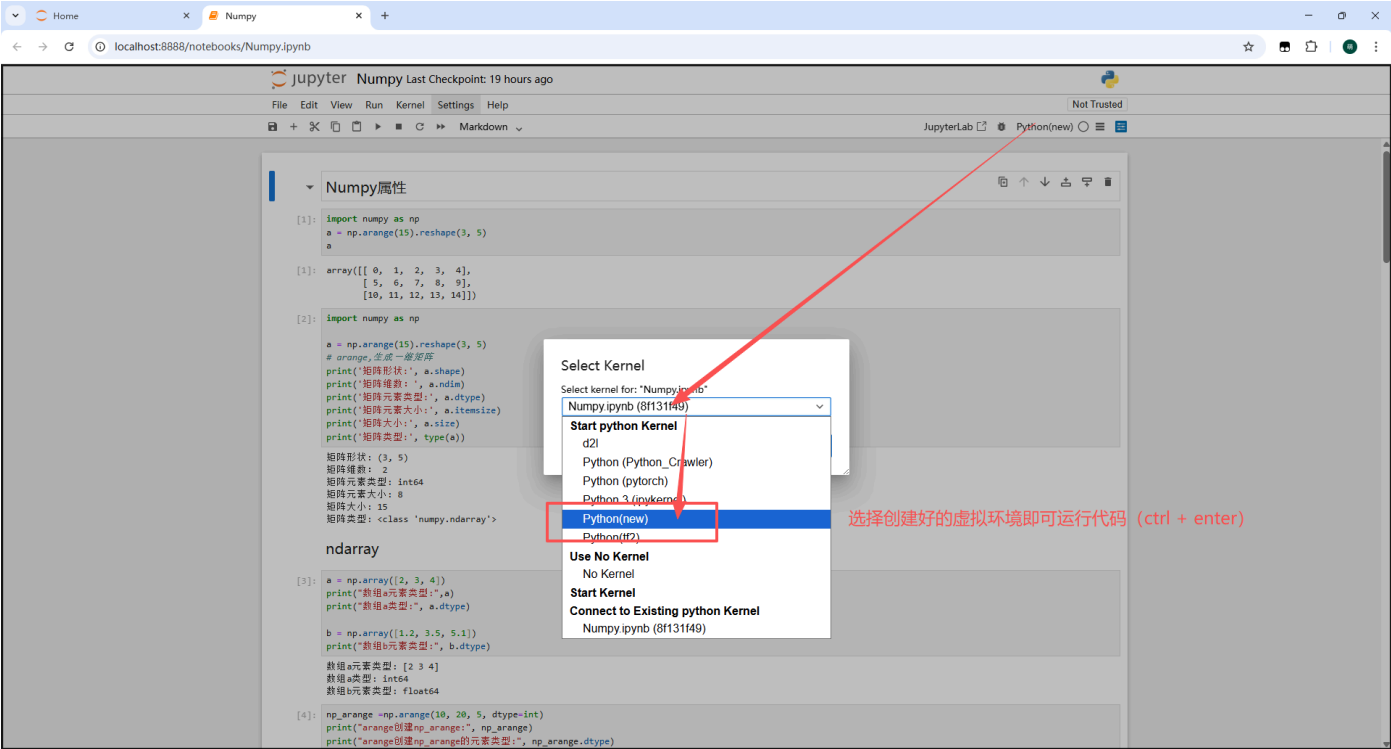 Home
Numpy
localhost:8888/notebooks/Numpy.ipynb
jupyter Numpy Last Checkpoint: 19 hours ago
File Edit View Run Kernel Settings Help
Not Trusted
Markdown
JupyterLab
Python(new)
Numpy属性
[1]: import numpy as np
a = np.arange(15).reshape(3, 5)
a
[1]: array([[ 0, 1, 2, 3, 4],
[ 5, 6, 7, 8, 9],
[10, 11, 12, 13, 14]])
[2]: import numpy as np
a = np.arange(15).reshape(3, 5)
# arange,生成一维矩阵
print('矩阵形状:', a.shape)
print('矩阵维数: ', a.ndim)
print('矩阵元素类型:', a.dtype)
print('矩阵元素大小:', a.itemsize)
print('矩阵大小:', a.size)
print('矩阵类型:', type(a))
矩阵形状: (3, 5)
矩阵维数:  2
矩阵元素类型: int64
矩阵元素大小: 8
矩阵大小: 15
矩阵类型: <class 'numpy.ndarray'>
ndarray
[3]: a = np.array([2, 3, 4])
print("数组a元素类型:",a)
print("数组a类型:", a.dtype)
b = np.array([1.2, 3.5, 5.1])
print("数组b元素类型:", b.dtype)
数组a元素类型: [2 3 4]
数组a类型: int64
数组b元素类型: float64
[4]: np_arange =np.arange(10, 20, 5, dtype=int)
print("arange创建np_arange:", np_arange)
print("arange创建np_arange的元素类型:", np_arange.dtype)
Select Kernel
Select kernel for: "Numpy.ipynb"
Numpy.ipynb (8f131f49)
Start python Kernel
d2l
Python (Python_Crawler)
Python (pytorch)
Python 3 (ipykernel)
Python(new)
Python(tf2)
Use No Kernel
No Kernel
Start Kernel
Connect to Existing python Kernel
Numpy.ipynb (8f131f49)
选择创建好的虚拟环境即可运行代码（ctrl + enter）